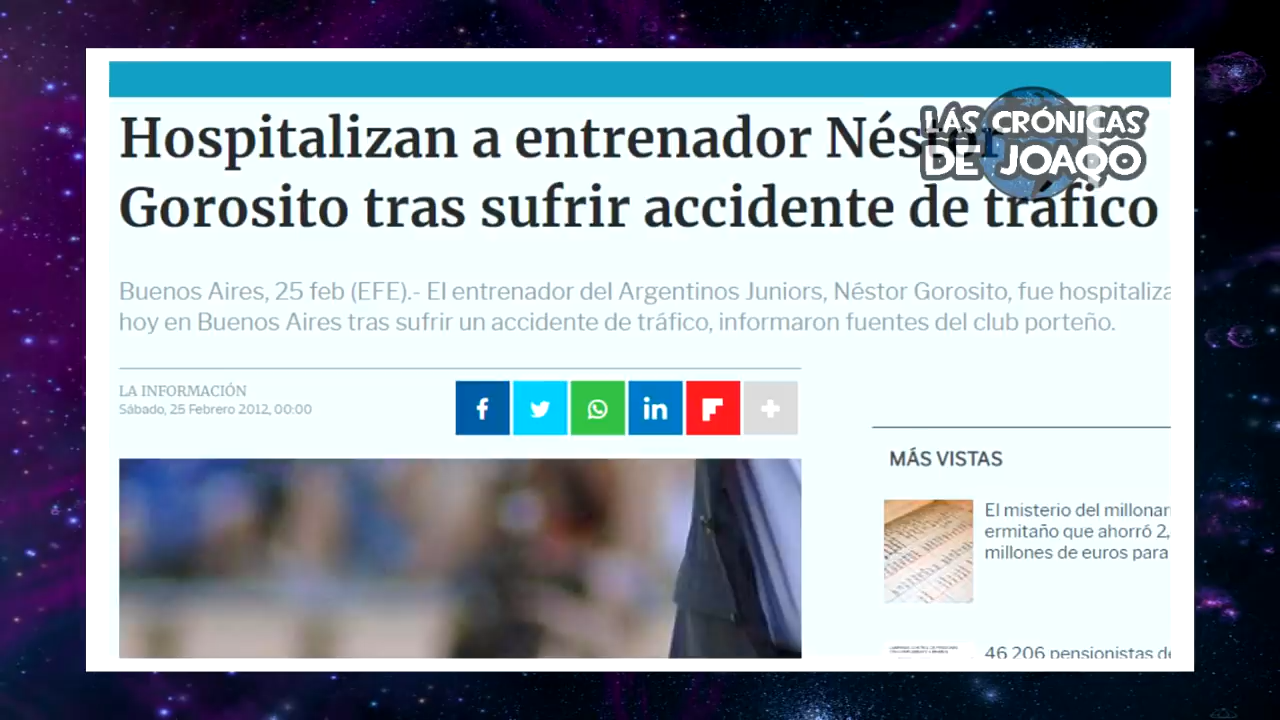 Hospitalizan a entrenador Néstor
Gorosito tras sufrir accidente de tráfico
LAS CRÓNICAS
DE JOAQO
Buenos Aires, 25 feb (EFE).- El entrenador del Argentinos Juniors, Néstor Gorosito, fue hospitaliza
hoy en Buenos Aires tras sufrir un accidente de tráfico, informaron fuentes del club porteño.
LA INFORMACIÓN
Sábado, 25 Febrero 2012, 00:00
MÁS VISTAS
El misterio del millonar
ermitaño que ahorró 2,
millones de euros para
46.206 pensionistas de